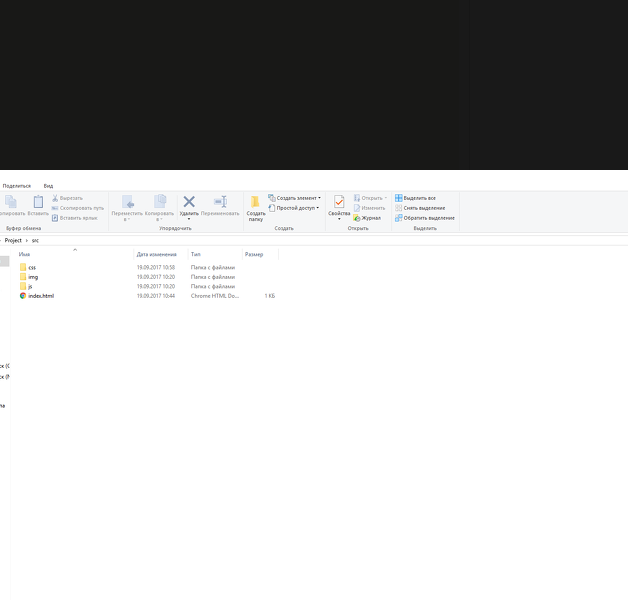 Поделиться Вид
Вырезать
Скопировать путь
Вставить ярлык
Вставить
Буфер обмена
Переместить в
Копировать в
Удалить
Переименовать
Упорядочить
Создать папку
Создать элемент
Простой доступ
Создать
Свойства
Открыть
Изменить
Журнал
Открыть
Выделить все
Снять выделение
Обратить выделение
Выделить
Project › src
Имя Дата изменения Тип Размер
css 19.09.2017 10:58 Папка с файлами
img 19.09.2017 10:20 Папка с файлами
js 19.09.2017 10:20 Папка с файлами
index.html 19.09.2017 10:44 Chrome HTML Do... 1 КБ